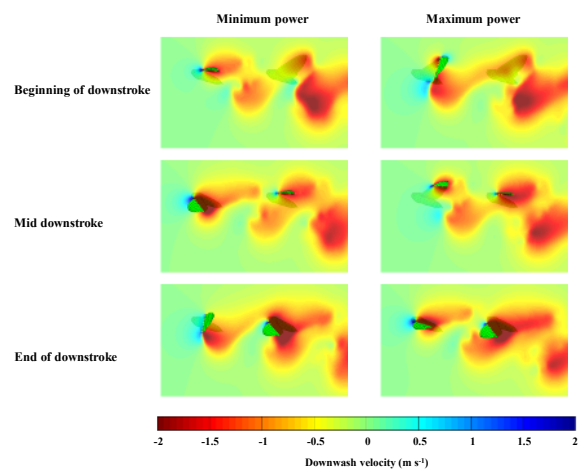 Minimum power Maximum power
Beginning of downstroke
Mid downstroke
End of downstroke
-2 -1.5 -1 -0.5 0 0.5 1 1.5 2
Downwash velocity (m s⁻¹)